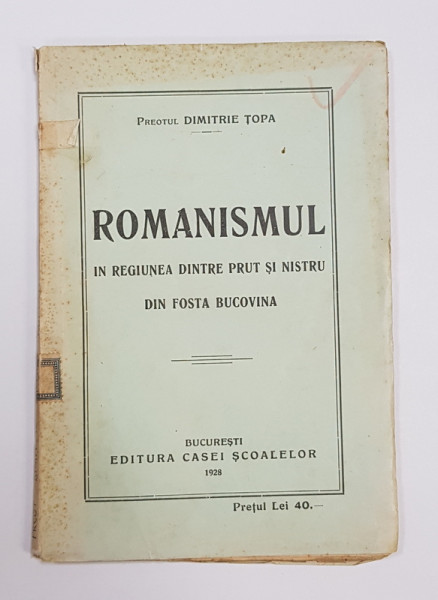 PREOTUL DIMITRIE ȚOPA
ROMANISMUL
IN REGIUNEA DINTRE PRUT ȘI NISTRU
DIN FOSTA BUCOVINA
BUCUREȘTI
EDITURA CASEI ȘCOALELOR
1928
Prețul Lei 40.—